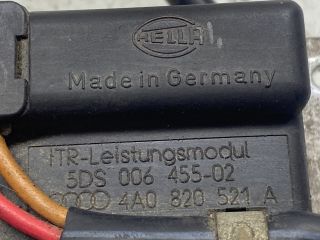 HELLA
Made in Germany
ITR-Leistungsmodul
5DS 006 455-02
4A0 820 521 A